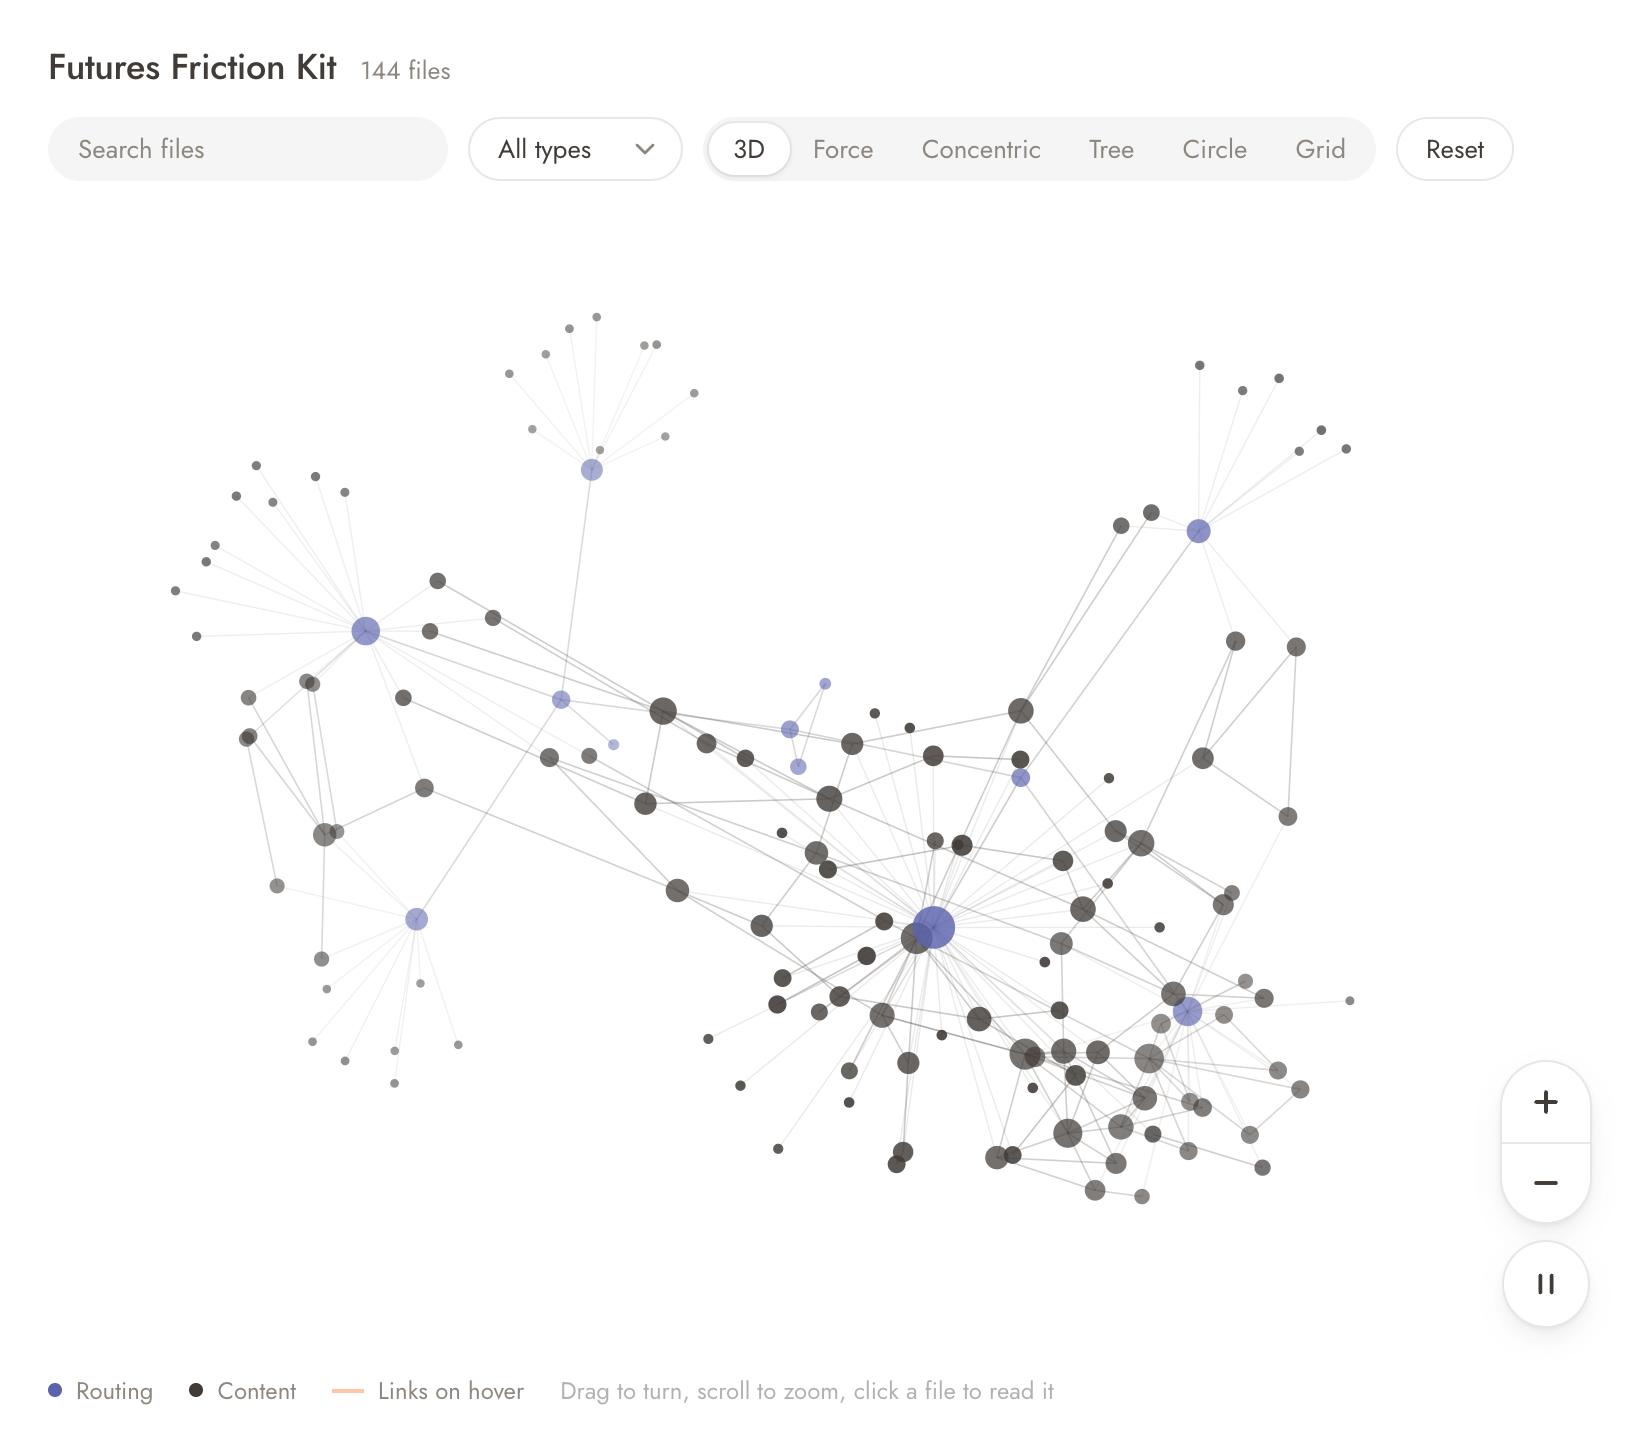 Futures Friction Kit 144 files
Search files All types 3D Force Concentric Tree Circle Grid Reset
Routing Content Links on hover Drag to turn, scroll to zoom, click a file to read it